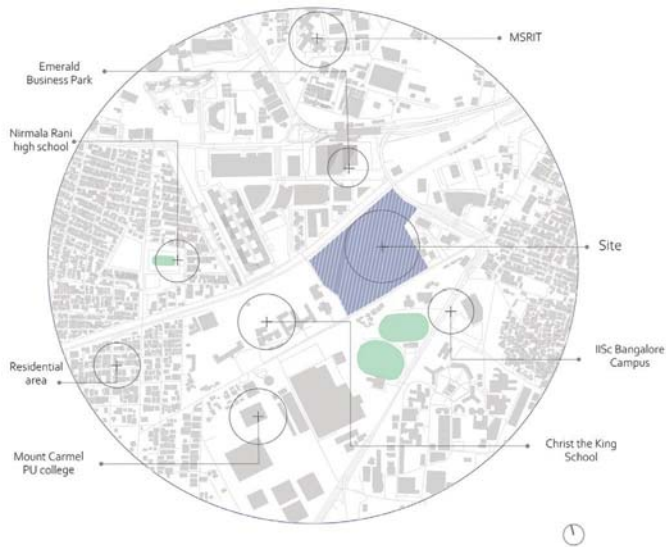 MSRIT
Emerald
Business Park
Nirmala Rani
high school
Site
IISc Bangalore
Campus
Residential
area
Christ the King
School
Mount Carmel
PU college